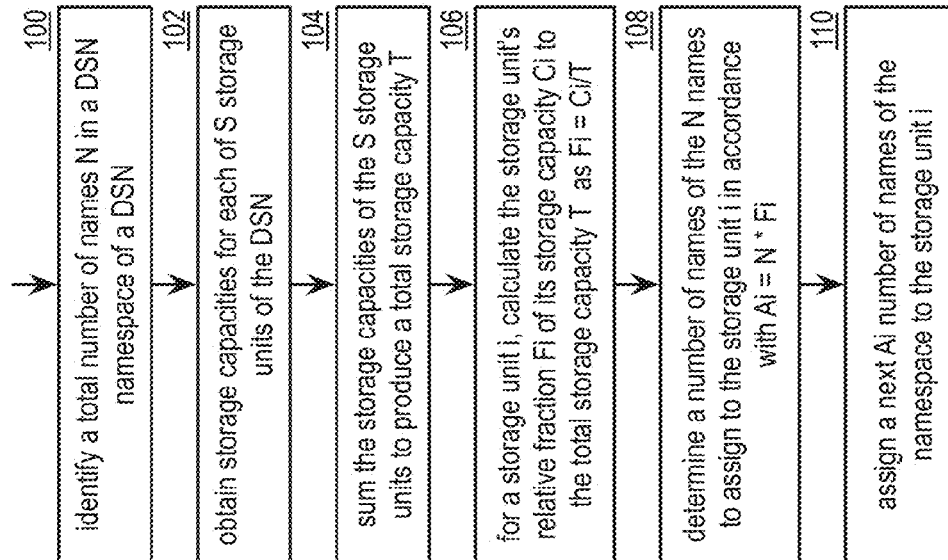 100
identify a total number of names N in a DSN
namespace of a DSN
102
obtain storage capacities for each of S storage
units of the DSN
104
sum the storage capacities of the S storage
units to produce a total storage capacity T
106
for a storage unit i, calculate the storage unit's
relative fraction Fi of its storage capacity Ci to
the total storage capacity T as Fi = Ci/T
108
determine a number of names of the N names
to assign to the storage unit i in accordance
with Ai = N * Fi
110
assign a next Ai number of names of the
namespace to the storage unit i